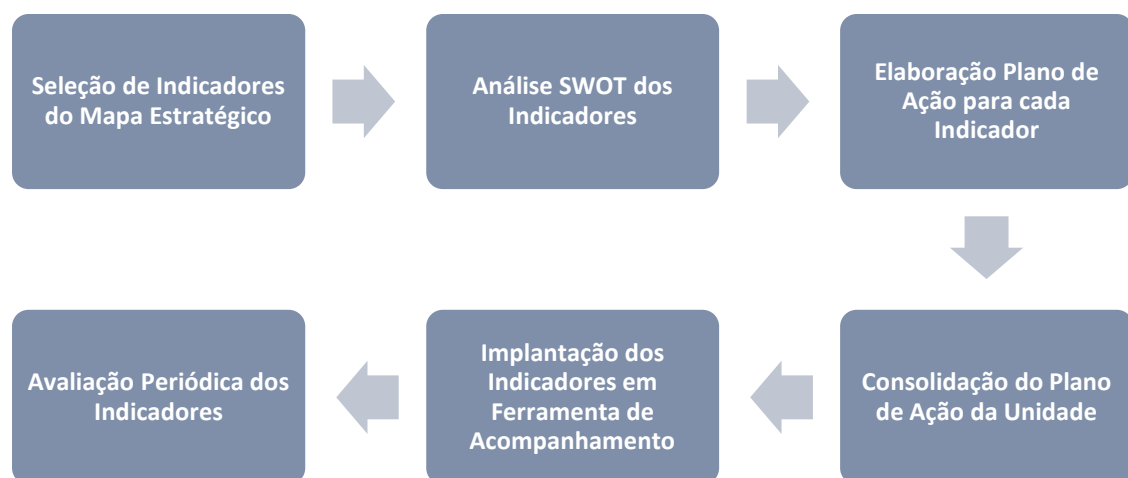 Seleção de Indicadores
do Mapa Estratégico
Análise SWOT dos
Indicadores
Elaboração Plano de
Ação para cada
Indicador
Consolidação do Plano
de Ação da Unidade
Implantação dos
Indicadores em
Ferramenta de
Acompanhamento
Avaliação Periódica dos
Indicadores